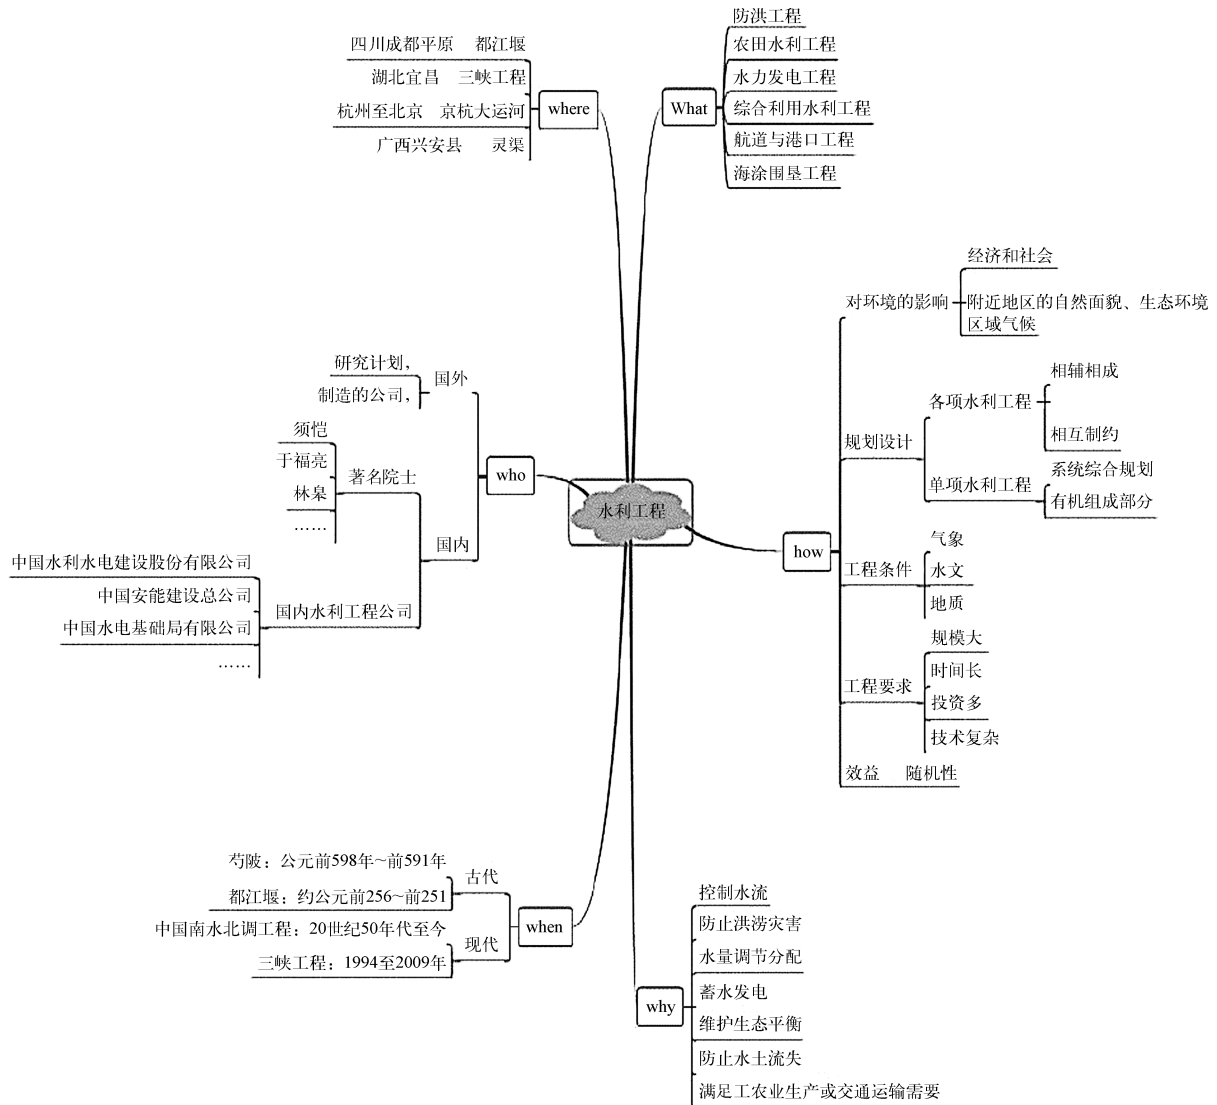 水利工程
What
防洪工程
农田水利工程
水力发电工程
综合利用水利工程
航道与港口工程
海涂围垦工程
where
四川成都平原 都江堰
湖北宜昌 三峡工程
杭州至北京 京杭大运河
广西兴安县 灵渠
how
对环境的影响
经济和社会
附近地区的自然面貌、生态环境
区域气候
规划设计
各项水利工程
相辅相成
相互制约
单项水利工程
系统综合规划
有机组成部分
工程条件
气象
水文
地质
工程要求
规模大
时间长
投资多
技术复杂
效益 随机性
who
国外
研究计划，
制造的公司，
国内
著名院士
须恺
于福亮
林皋
……
国内水利工程公司
中国水利水电建设股份有限公司
中国安能建设总公司
中国水电基础局有限公司
……
when
古代
芍陂：公元前598年~前591年
都江堰：约公元前256~前251
现代
中国南水北调工程：20世纪50年代至今
三峡工程：1994至2009年
why
控制水流
防止洪涝灾害
水量调节分配
蓄水发电
维护生态平衡
防止水土流失
满足工农业生产或交通运输需要